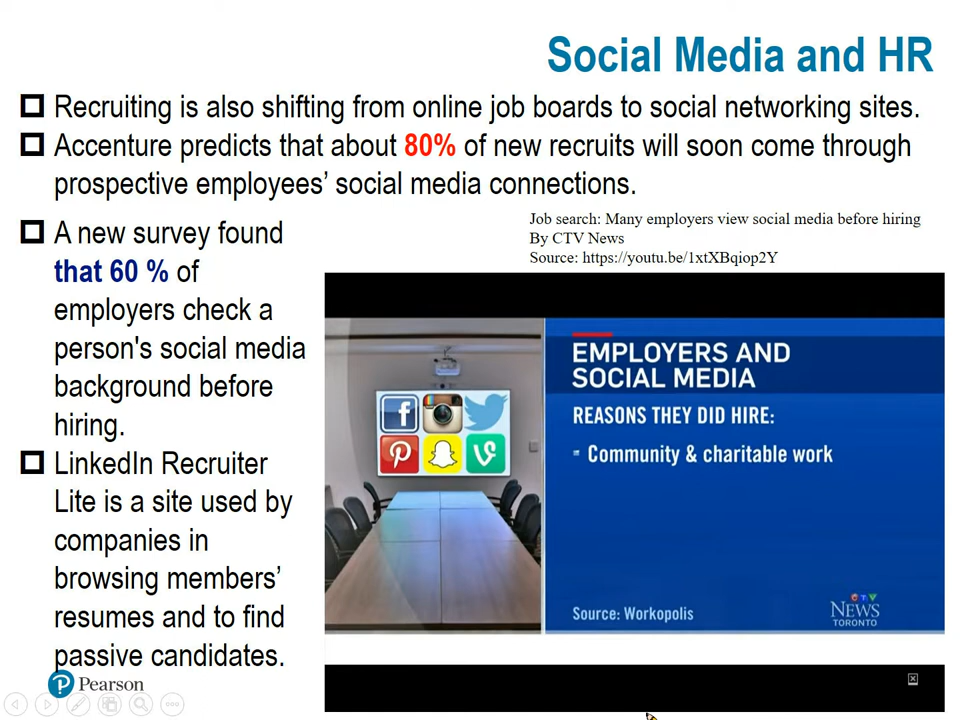 Social Media and HR
Recruiting is also shifting from online job boards to social networking sites.
Accenture predicts that about 80% of new recruits will soon come through
prospective employees’ social media connections.
A new survey found
that 60 % of
employers check a
person's social media
background before
hiring.
LinkedIn Recruiter
Lite is a site used by
companies in
browsing members’
resumes and to find
passive candidates.
Job search: Many employers view social media before hiring
By CTV News
Source: https://youtu.be/1xtXBqiop2Y
EMPLOYERS AND
SOCIAL MEDIA
REASONS THEY DID HIRE:
Community & charitable work
Source: Workopolis
CTV
NEWS
TORONTO
Pearson